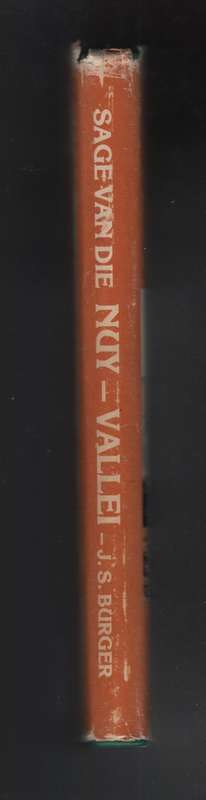 SAGE VAN DIE NUY - VALLEI - J. S. BURGER